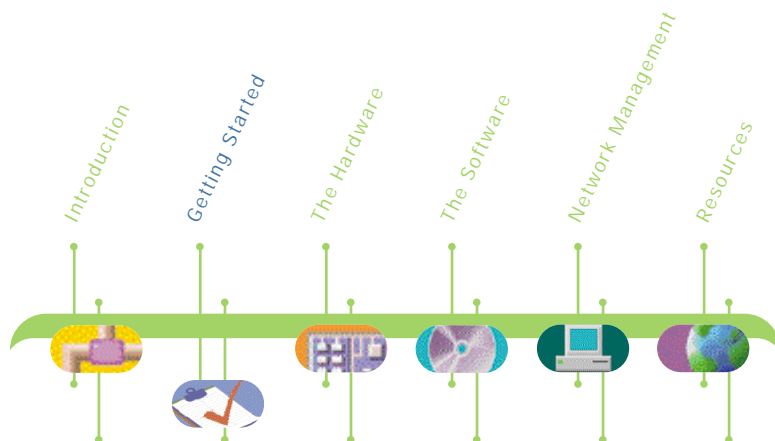 Introduction
Getting Started
The Hardware
The Software
Network Management
Resources